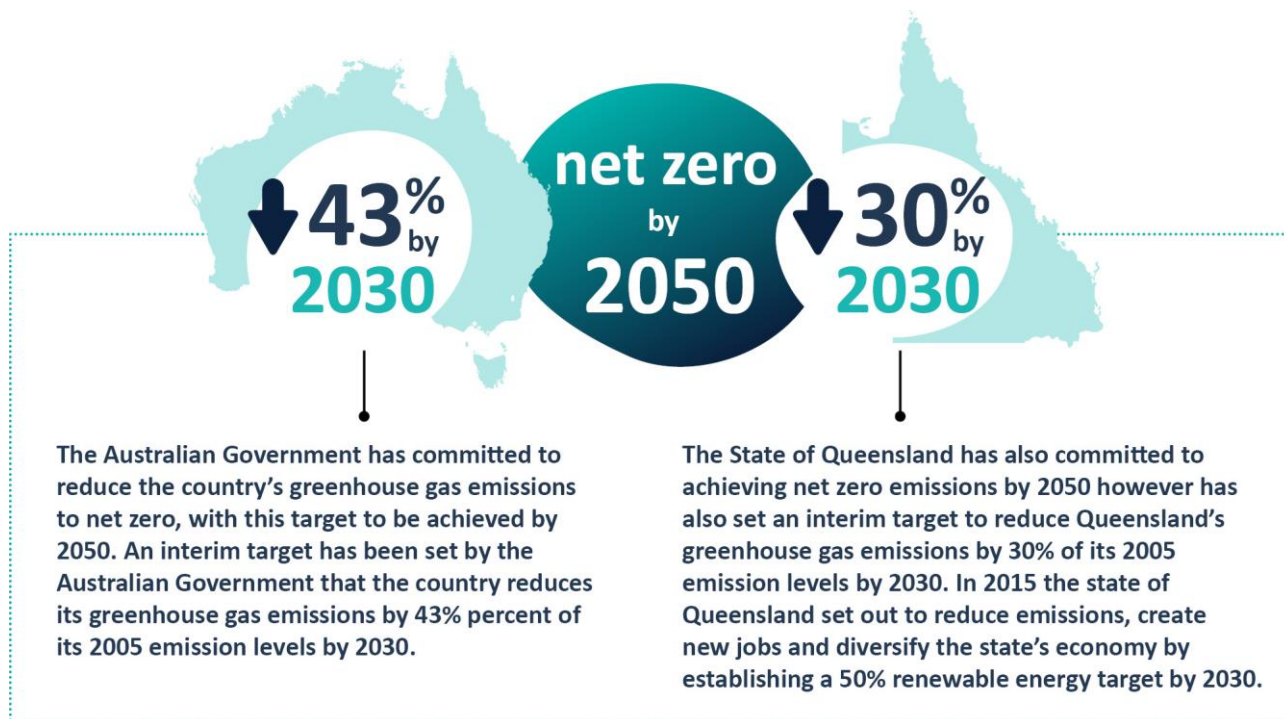 43% by
2030
net zero
by
2050
30% by
2030
The Australian Government has committed to
reduce the country's greenhouse gas emissions
to net zero, with this target to be achieved by
2050. An interim target has been set by the
Australian Government that the country reduces
its greenhouse gas emissions by 43% percent of
its 2005 emission levels by 2030.
The State of Queensland has also committed to
achieving net zero emissions by 2050 however has
also set an interim target to reduce Queensland's
greenhouse gas emissions by 30% of its 2005
emission levels by 2030. In 2015 the state of
Queensland set out to reduce emissions, create
new jobs and diversify the state's economy by
establishing a 50% renewable energy target by 2030.